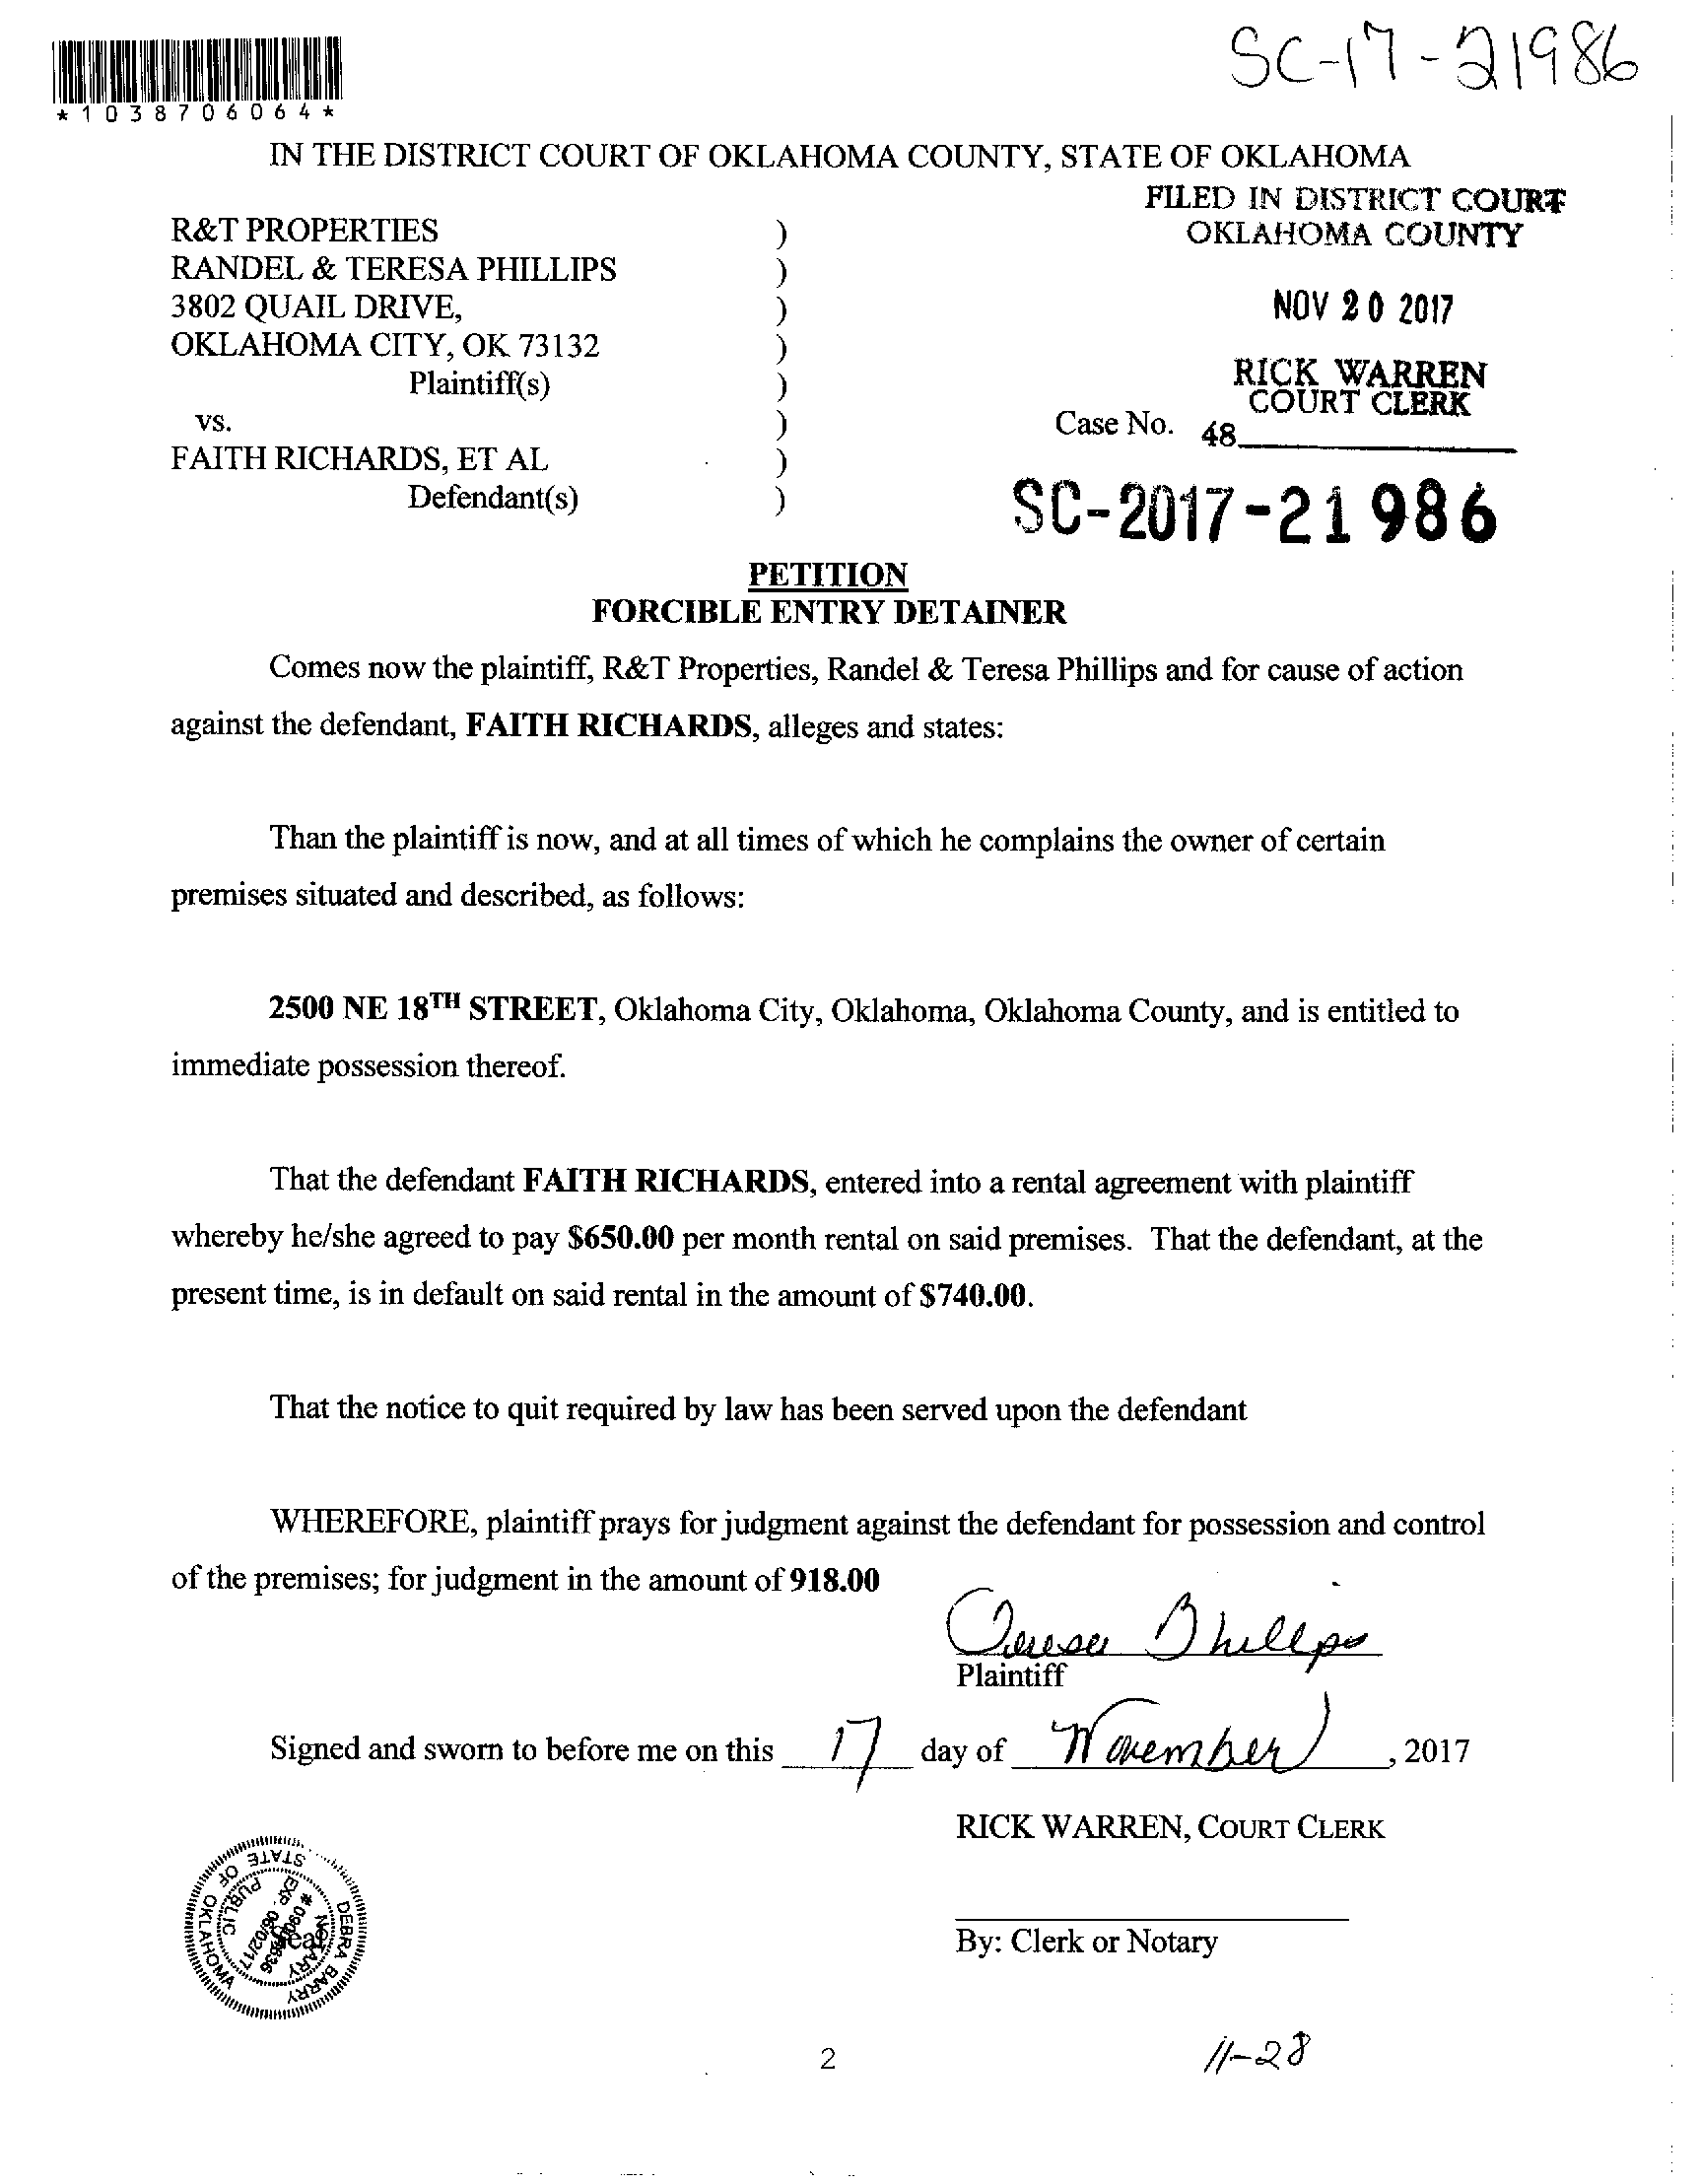 SC-17-21986
*1038706064*
IN THE DISTRICT COURT OF OKLAHOMA COUNTY, STATE OF OKLAHOMA
FILED IN DISTRICT COURT
OKLAHOMA COUNTY
NOV 20 2017
RICK WARREN
COURT CLERK
48
R&T PROPERTIES )
RANDEL & TERESA PHILLIPS )
3802 QUAIL DRIVE, )
OKLAHOMA CITY, OK 73132 )
Plaintiff(s) )
vs. )
FAITH RICHARDS, ET AL )
Defendant(s) )
Case No.
SC-2017-21986
PETITION
FORCIBLE ENTRY DETAINER
Comes now the plaintiff, R&T Properties, Randel & Teresa Phillips and for cause of action
against the defendant, FAITH RICHARDS, alleges and states:
Than the plaintiff is now, and at all times of which he complains the owner of certain
premises situated and described, as follows:
2500 NE 18TH STREET, Oklahoma City, Oklahoma, Oklahoma County, and is entitled to
immediate possession thereof.
That the defendant FAITH RICHARDS, entered into a rental agreement with plaintiff
whereby he/she agreed to pay $650.00 per month rental on said premises. That the defendant, at the
present time, is in default on said rental in the amount of $740.00.
That the notice to quit required by law has been served upon the defendant
WHEREFORE, plaintiff prays for judgment against the defendant for possession and control
of the premises; for judgment in the amount of 918.00
Teresa Phillips
Plaintiff
Signed and sworn to before me on this 17 day of November, 2017
RICK WARREN, COURT CLERK
By: Clerk or Notary
DEBRA BARRY
STATE OF OKLAHOMA
NOTARY PUBLIC
EXP. 06/02/17
Seal
2
11-28